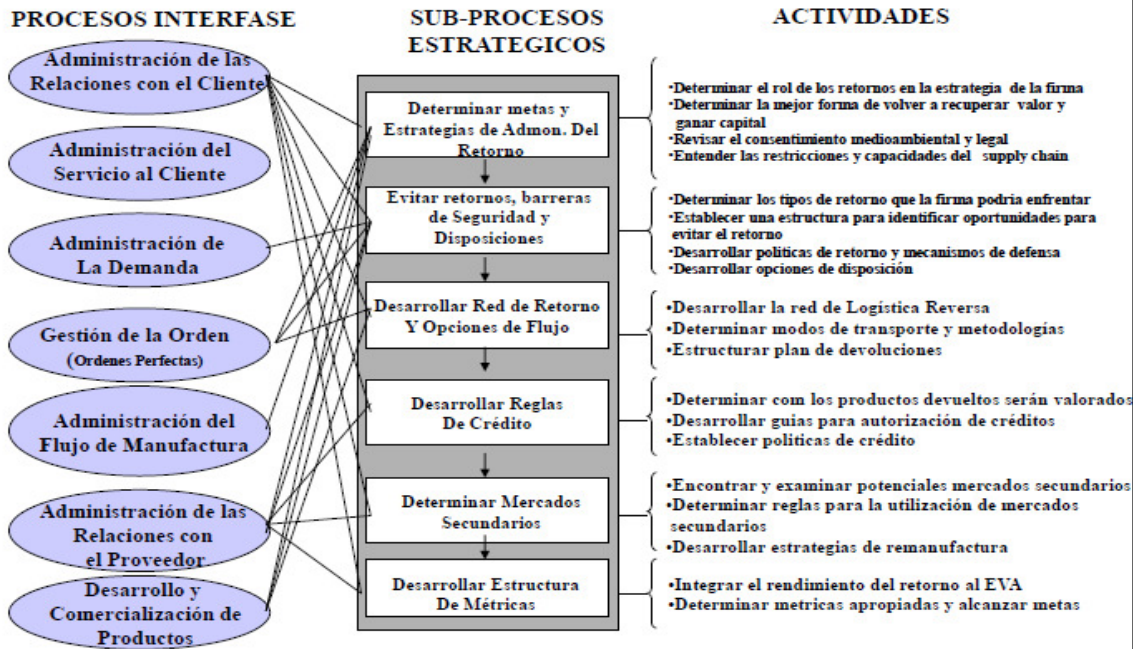 PROCESOS INTERFASE
Administración de las
Relaciones con el Cliente
Administración del
Servicio al Cliente
Administración de
La Demanda
Gestión de la Orden
(Ordenes Perfectas)
Administración del
Flujo de Manufactura
Administración de las
Relaciones con
el Proveedor
Desarrollo y
Comercialización de
Productos
SUB-PROCESOS
ESTRATEGICOS
Determinar metas y
Estrategias de Admon. Del
Retorno
Evitar retornos, barreras
de Seguridad y
Disposiciones
Desarrollar Red de Retorno
Y Opciones de Flujo
Desarrollar Reglas
De Crédito
Determinar Mercados
Secundarios
Desarrollar Estructura
De Métricas
ACTIVIDADES
•Determinar el rol de los retornos en la estrategia de la firma
•Determinar la mejor forma de volver a recuperar valor y
ganar capital
•Revisar el consentimiento medioambiental y legal
•Entender las restricciones y capacidades del supply chain
•Determinar los tipos de retorno que la firma podria enfrentar
•Establecer una estructura para identificar oportunidades para
evitar el retorno
•Desarrollar politicas de retorno y mecanismos de defensa
•Desarrollar opciones de disposición
•Desarrollar la red de Logística Reversa
•Determinar modos de transporte y metodologías
•Estructurar plan de devoluciones
•Determinar com los productos devueltos serán valorados
•Desarrollar guias para autorización de créditos
•Establecer politicas de crédito
•Encontrar y examinar potenciales mercados secundarios
•Determinar reglas para la utilización de mercados
secundarios
•Desarrollar estrategias de remanufactura
•Integrar el rendimiento del retorno al EVA
•Determinar metricas apropiadas y alcanzar metas